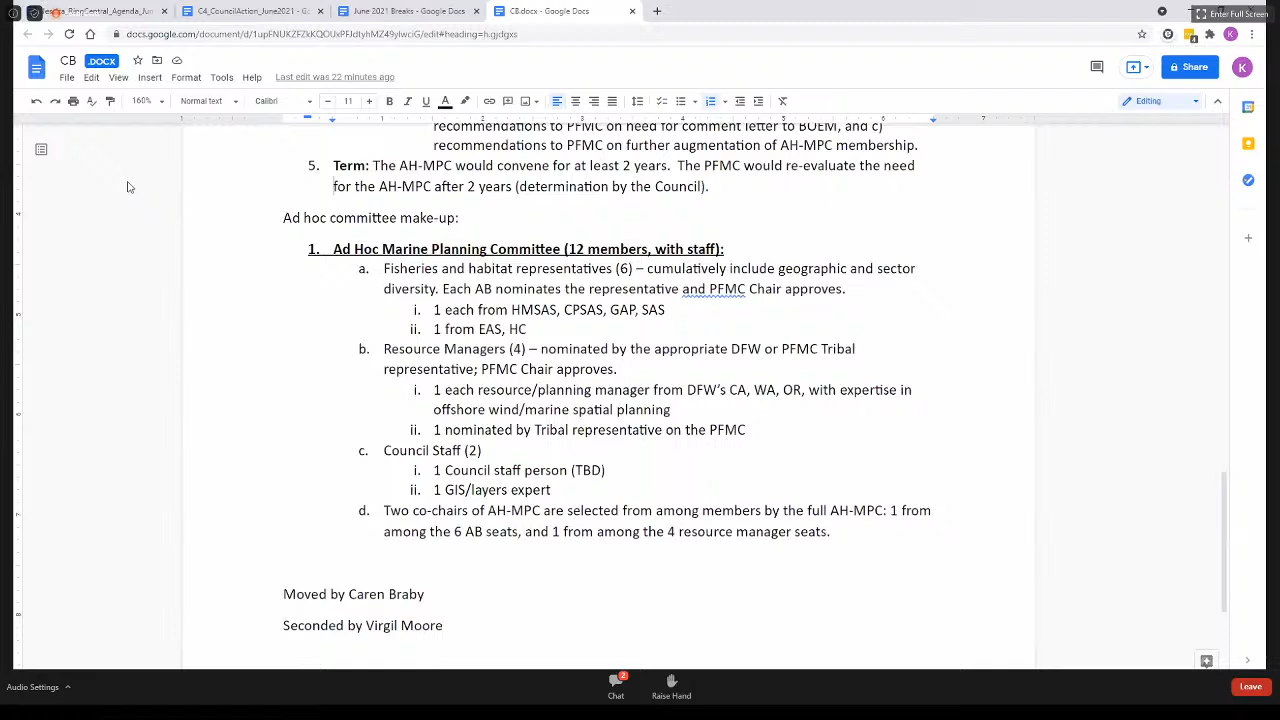 RingCentral_Agenda_Jun
C4_CouncilAction_June2021 - G
June 2021 Breaks - Google Docs
CB.docx - Google Docs
Enter Full Screen
docs.google.com/document/d/
CB .DOCX
File Edit View Insert Format Tools Help Last edit was 22 minutes ago
Share
K
160% Normal text Calibri 11 Editing
recommendations to PFMC on need for comment letter to BOEM, and c)
recommendations to PFMC on further augmentation of AH-MPC membership.
5. Term: The AH-MPC would convene for at least 2 years. The PFMC would re-evaluate the need
for the AH-MPC after 2 years (determination by the Council).
Ad hoc committee make-up:
1. Ad Hoc Marine Planning Committee (12 members, with staff):
a. Fisheries and habitat representatives (6) – cumulatively include geographic and sector
diversity. Each AB nominates the representative and PFMC Chair approves.
i. 1 each from HMSAS, CPSAS, GAP, SAS
ii. 1 from EAS, HC
b. Resource Managers (4) – nominated by the appropriate DFW or PFMC Tribal
representative; PFMC Chair approves.
i. 1 each resource/planning manager from DFW's CA, WA, OR, with expertise in
offshore wind/marine spatial planning
ii. 1 nominated by Tribal representative on the PFMC
c. Council Staff (2)
i. 1 Council staff person (TBD)
ii. 1 GIS/layers expert
d. Two co-chairs of AH-MPC are selected from among members by the full AH-MPC: 1 from
among the 6 AB seats, and 1 from among the 4 resource manager seats.
Moved by Caren Braby
Seconded by Virgil Moore
Audio Settings
Chat
2
Raise Hand
Leave